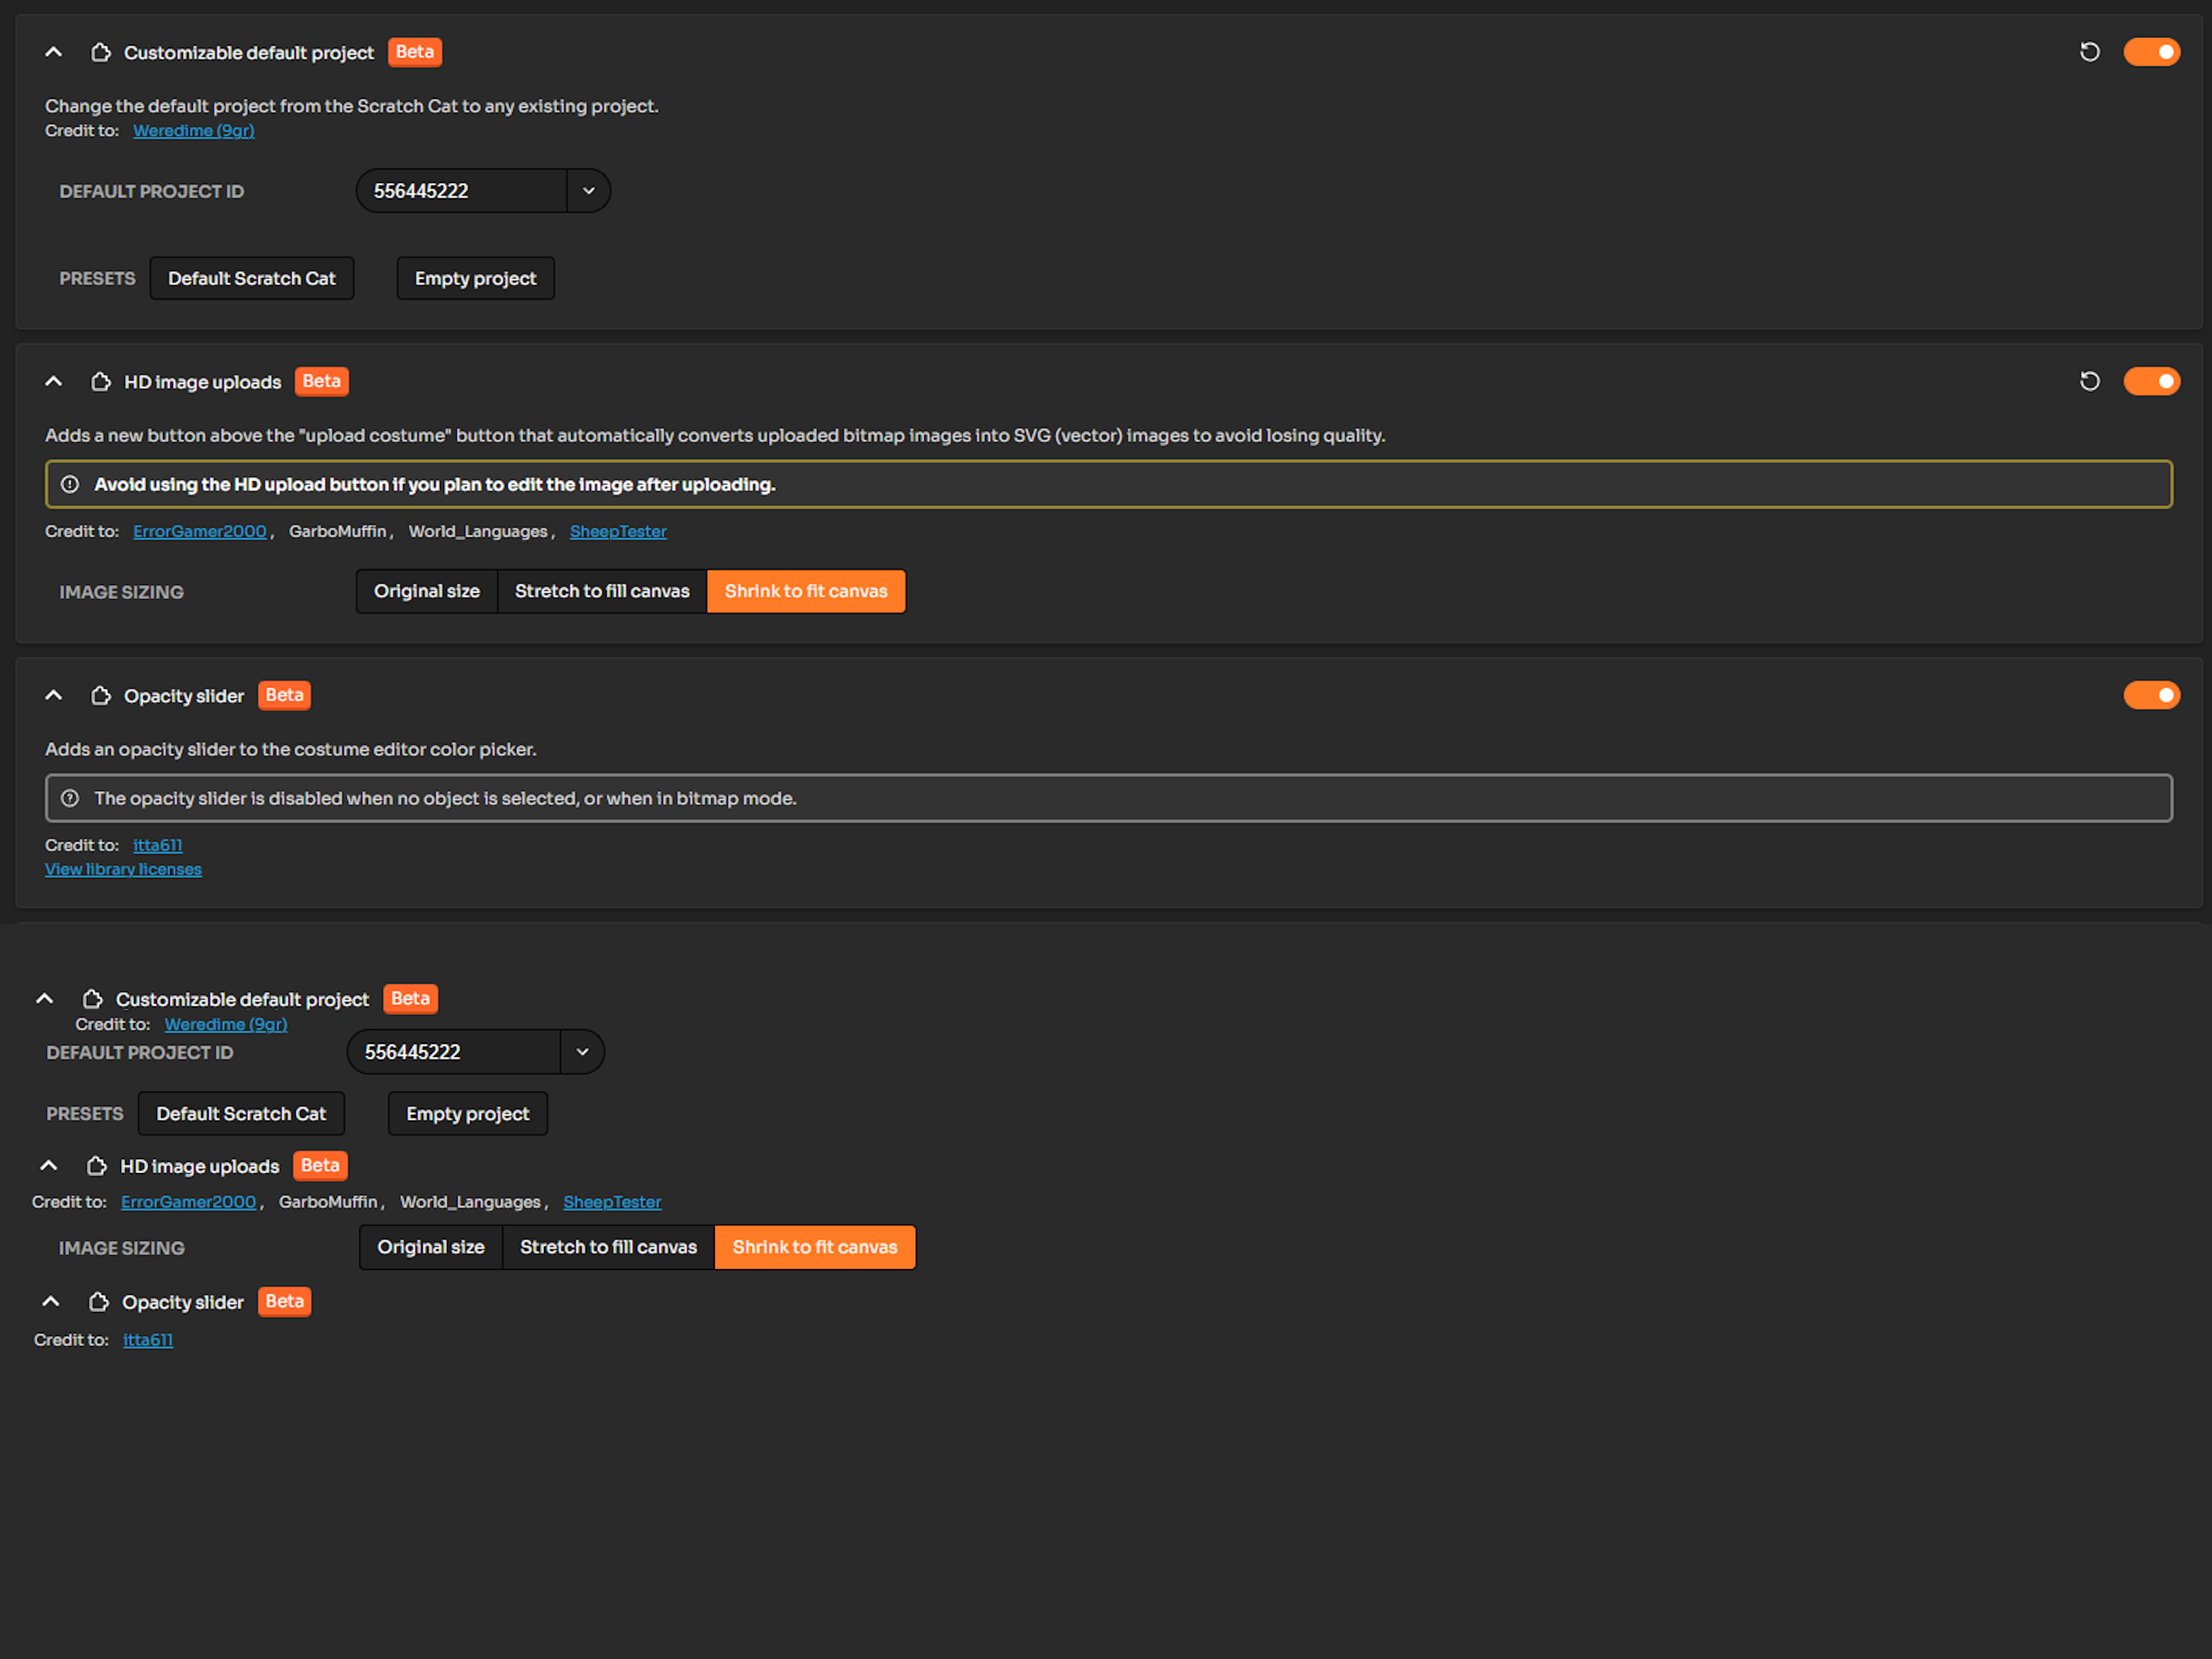 Customizable default project Beta
Change the default project from the Scratch Cat to any existing project.
Credit to: Weredime (9gr)
DEFAULT PROJECT ID 556445222
PRESETS Default Scratch Cat Empty project
HD image uploads Beta
Adds a new button above the "upload costume" button that automatically converts uploaded bitmap images into SVG (vector) images to avoid losing quality.
Avoid using the HD upload button if you plan to edit the image after uploading.
Credit to: ErrorGamer2000, GarboMuffin, World_Languages, SheepTester
IMAGE SIZING Original size Stretch to fill canvas Shrink to fit canvas
Opacity slider Beta
Adds an opacity slider to the costume editor color picker.
The opacity slider is disabled when no object is selected, or when in bitmap mode.
Credit to: itta611
View library licenses
Customizable default project Beta
Credit to: Weredime (9gr)
DEFAULT PROJECT ID 556445222
PRESETS Default Scratch Cat Empty project
HD image uploads Beta
Credit to: ErrorGamer2000, GarboMuffin, World_Languages, SheepTester
IMAGE SIZING Original size Stretch to fill canvas Shrink to fit canvas
Opacity slider Beta
Credit to: itta611